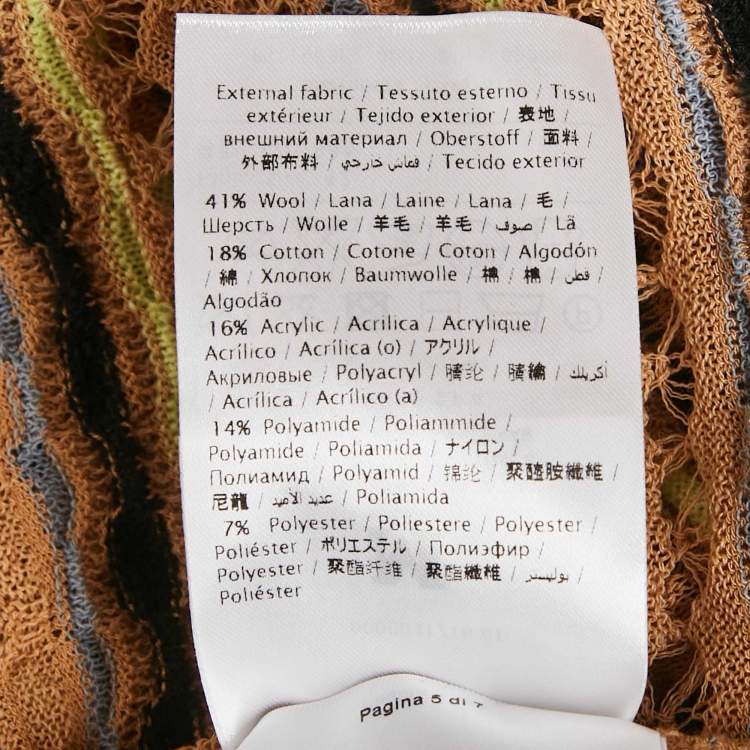 External fabric / Tessuto esterno / Tissu
extérieur / Tejido exterior / 表地 /
внешний материал / Oberstoff / 面料 /
外部布料 / قماش خارجي / Tecido exterior
41% Wool / Lana / Laine / Lana / 毛 /
Шерсть / Wolle / 羊毛 / 羊毛 / صوف / Lã
18% Cotton / Cotone / Coton / Algodón
/ 綿 / Хлопок / Baumwolle / 棉 / 棉 / قطن /
Algodão
16% Acrylic / Acrilica / Acrylique /
Acrílico / Acrílica (o) / アクリル /
Акриловые / Polyacryl / 腈纶 / 腈綸 / أكريلك
/ Acrílica / Acrílico (a)
14% Polyamide / Poliammide /
Polyamide / Poliamida / ナイロン /
Полиамид / Polyamid / 锦纶 / 聚醯胺纖維 /
尼龍 / عديد الأميد / Poliamida
7% Polyester / Poliestere / Polyester /
Poliéster / ポリエステル / Полиэфир /
Polyester / 聚酯纤维 / 聚酯纖維 / بوليستر /
Poliéster
Pagina 5 di 7